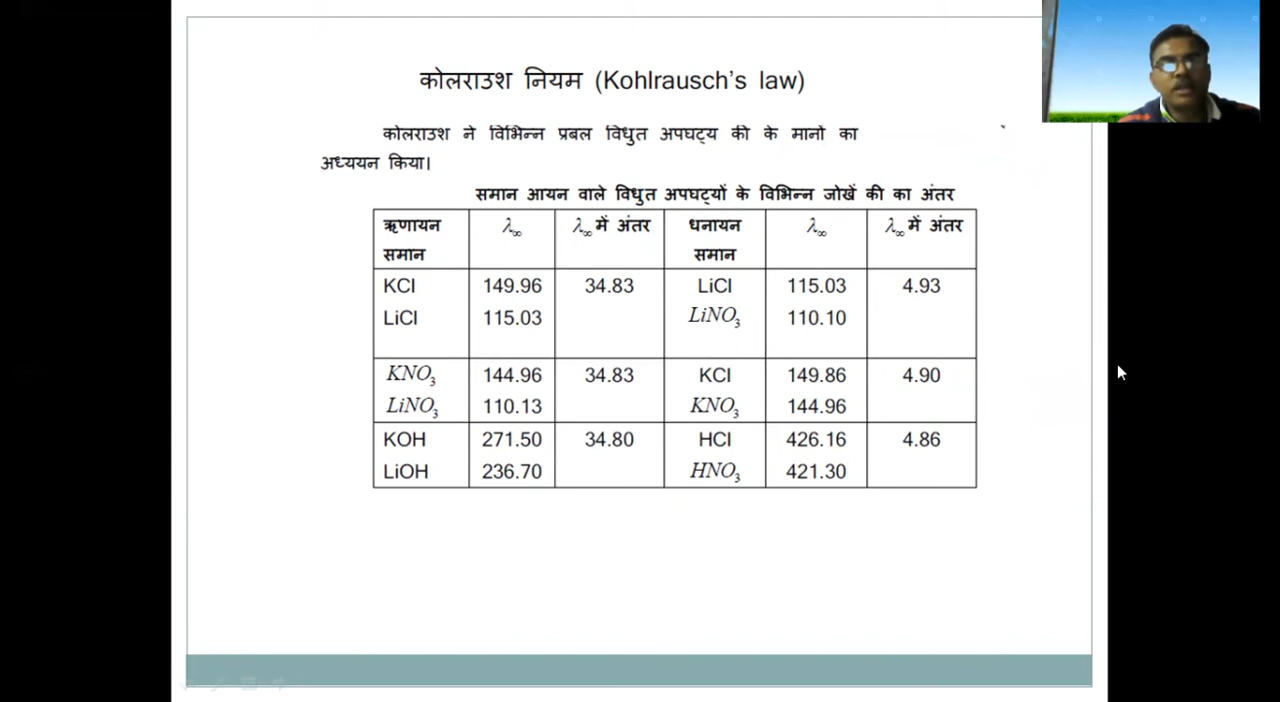 कोलराउश नियम (Kohlrausch's law)
कोलराउश ने विभिन्न प्रबल विधुत अपघट्य की के मानों का
अध्ययन किया।
समान आयन वाले विधुत अपघट्यों के विभिन्न जोखें की का अंतर
ऋणायन समान λ∞ λ∞ में अंतर धनायन समान λ∞ λ∞ में अंतर
KCl 149.96 34.83 LiCl 115.03 4.93
LiCl 115.03 LiNO₃ 110.10
KNO₃ 144.96 34.83 KCl 149.86 4.90
LiNO₃ 110.13 KNO₃ 144.96
KOH 271.50 34.80 HCl 426.16 4.86
LiOH 236.70 HNO₃ 421.30